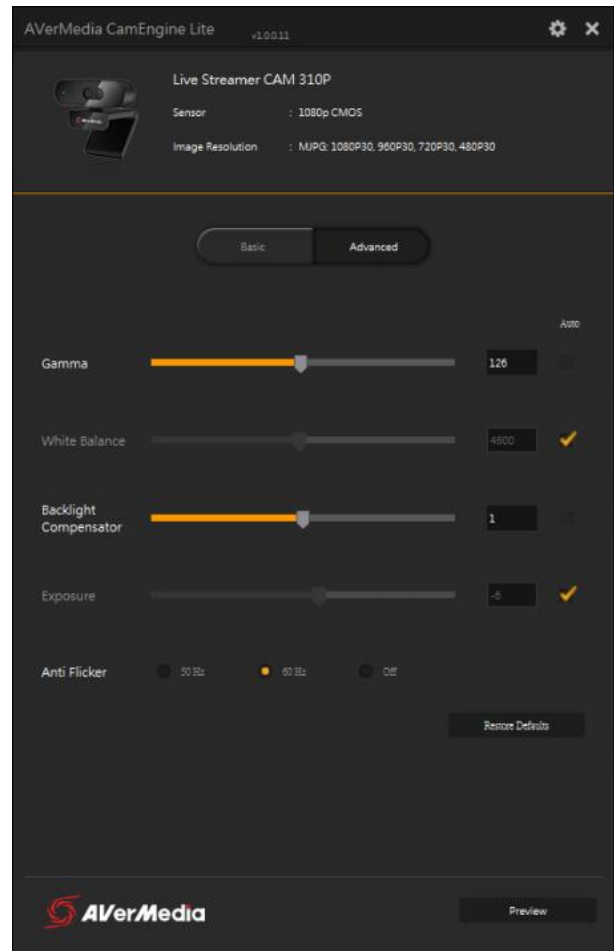 AVerMedia CamEngine Lite v1.0.0.11
Live Streamer CAM 310P
Sensor : 1080p CMOS
Image Resolution : MJPG: 1080P30, 960P30, 720P30, 480P30
Basic Advanced
Auto
Gamma 126
White Balance 4600
Backlight
Compensator 1
Exposure -6
Anti Flicker 50 Hz 60 Hz Off
Restore Defaults
AVerMedia Preview